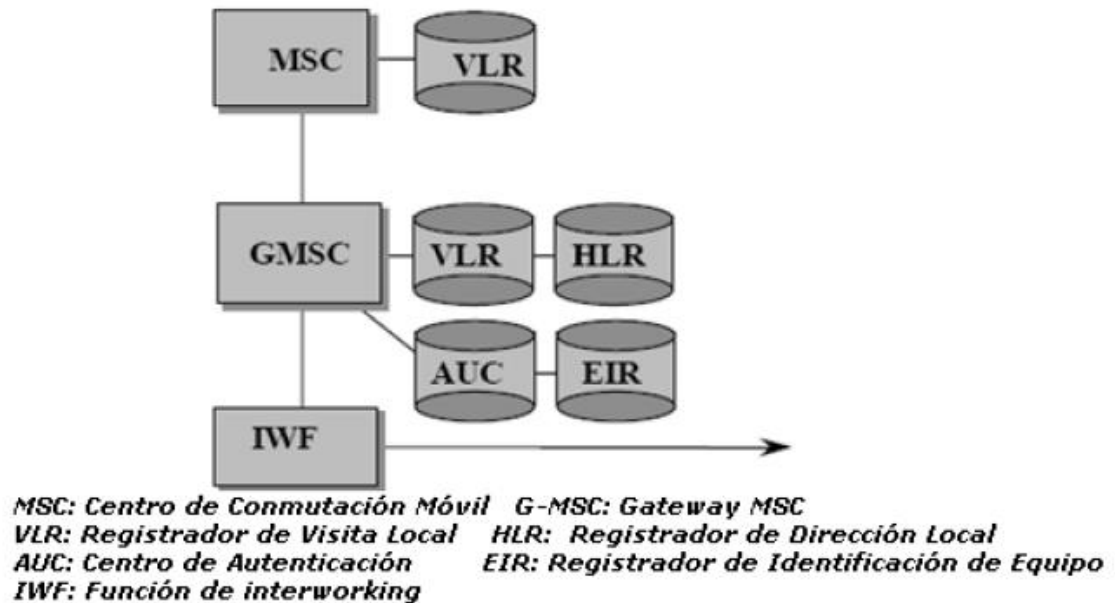 MSC
VLR
GMSC
VLR
HLR
AUC
EIR
IWF
MSC: Centro de Conmutación Móvil G-MSC: Gateway MSC
VLR: Registrador de Visita Local HLR: Registrador de Dirección Local
AUC: Centro de Autenticación EIR: Registrador de Identificación de Equipo
IWF: Función de interworking